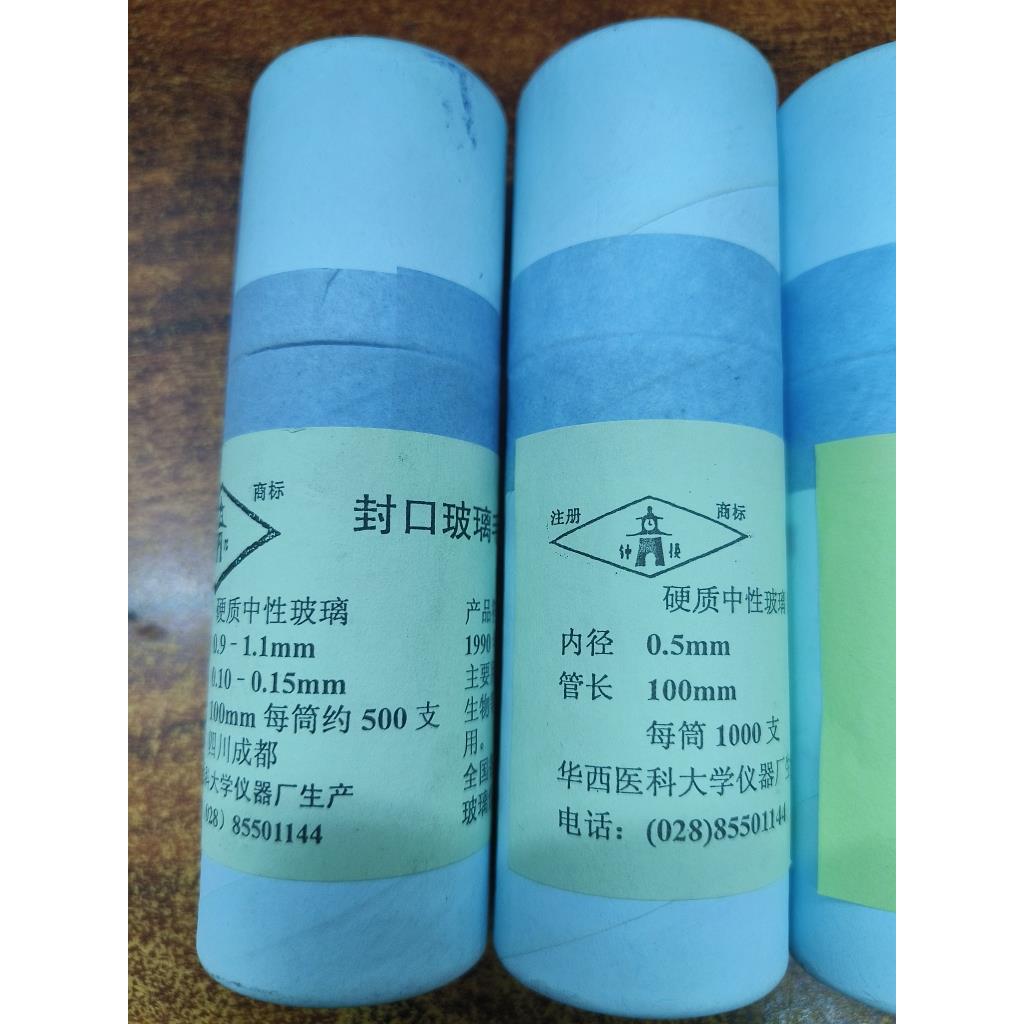 商标
封口玻璃
硬质中性玻璃
0.9-1.1mm
0.10-0.15mm
100mm 每筒约 500 支
四川成都
大学仪器厂生产
(028) 85501144
产品
1990
主要
生物
用。
全国
玻璃
注册
商标
钟楼
硬质中性玻璃
内径 0.5mm
管长 100mm
每筒 1000 支
华西医科大学仪器厂
电话: (028)85501144